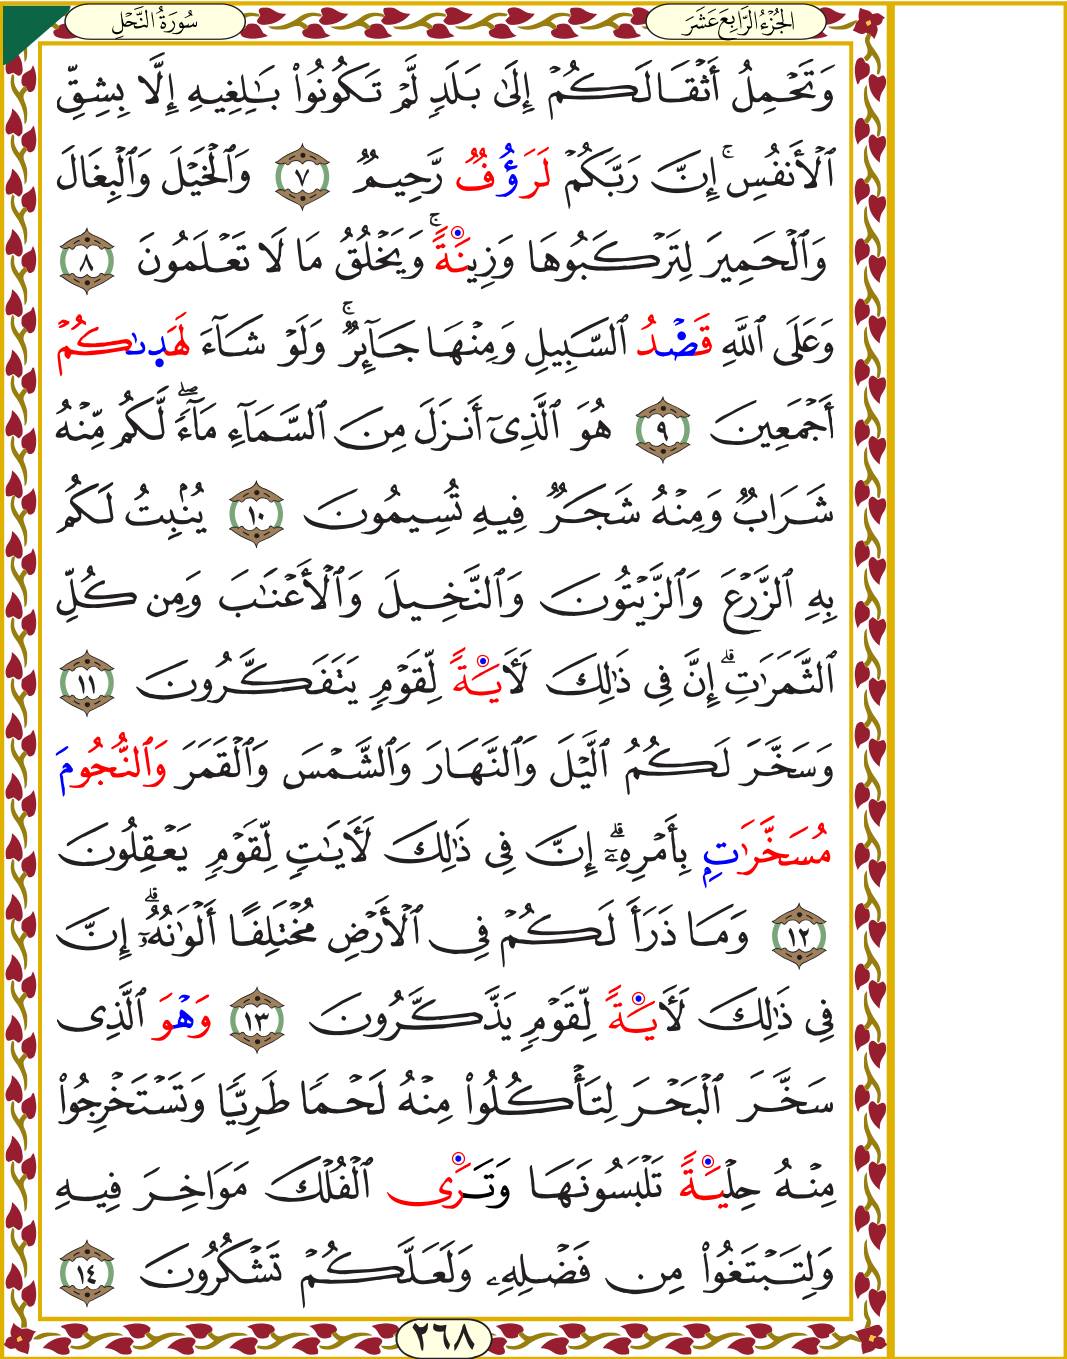 الجُزْءُ الرَّابِعَ عَشَرَ
سُورَةُ النَّحْلِ
وَتَحْمِلُ أَثْقَالَكُمْ إِلَىٰ بَلَدٍ لَّمْ تَكُونُوا۟ بَـٰلِغِيهِ إِلَّا بِشِقِّ
ٱلْأَنفُسِ ۚ إِنَّ رَبَّكُمْ لَرَؤُفٌ رَّحِيمٌ ٧ وَٱلْخَيْلَ وَٱلْبِغَالَ
وَٱلْحَمِيرَ لِتَرْكَبُوهَا وَزِينَةً ۚ وَيَخْلُقُ مَا لَا تَعْلَمُونَ ٨
وَعَلَى ٱللَّهِ قَصْدُ ٱلسَّبِيلِ وَمِنْهَا جَآئِرٌ ۚ وَلَوْ شَآءَ لَهَدِىٰكُمْ
أَجْمَعِينَ ٩ هُوَ ٱلَّذِىٓ أَنزَلَ مِنَ ٱلسَّمَآءِ مَآءً ۖ لَّكُم مِّنْهُ
شَرَابٌ وَمِنْهُ شَجَرٌ فِيهِ تُسِيمُونَ ١٠ يُنۢبِتُ لَكُم
بِهِ ٱلزَّرْعَ وَٱلزَّيْتُونَ وَٱلنَّخِيلَ وَٱلْأَعْنَـٰبَ وَمِن كُلِّ
ٱلثَّمَرَٰتِ ۗ إِنَّ فِى ذَٰلِكَ لَـَٔايَةً لِّقَوْمٍ يَتَفَكَّرُونَ ١١
وَسَخَّرَ لَكُمُ ٱلَّيْلَ وَٱلنَّهَارَ وَٱلشَّمْسَ وَٱلْقَمَرَ وَٱلنُّجُومَ
مُسَخَّرَٰتٍۭ بِأَمْرِهِۦٓ ۗ إِنَّ فِى ذَٰلِكَ لَـَٔايَـٰتٍ لِّقَوْمٍ يَعْقِلُونَ
١٢ وَمَا ذَرَأَ لَكُمْ فِى ٱلْأَرْضِ مُخْتَلِفًا أَلْوَٰنُهُۥٓ ۗ إِنَّ
فِى ذَٰلِكَ لَـَٔايَةً لِّقَوْمٍ يَذَّكَّرُونَ ١٣ وَهْوَ ٱلَّذِى
سَخَّرَ ٱلْبَحْرَ لِتَأْكُلُوا۟ مِنْهُ لَحْمًا طَرِيًّا وَتَسْتَخْرِجُوا۟
مِنْهُ حِلْيَةً تَلْبَسُونَهَا وَتَرَى ٱلْفُلْكَ مَوَاخِرَ فِيهِ
وَلِتَبْتَغُوا۟ مِن فَضْلِهِۦ وَلَعَلَّكُمْ تَشْكُرُونَ ١٤
٢٦٨